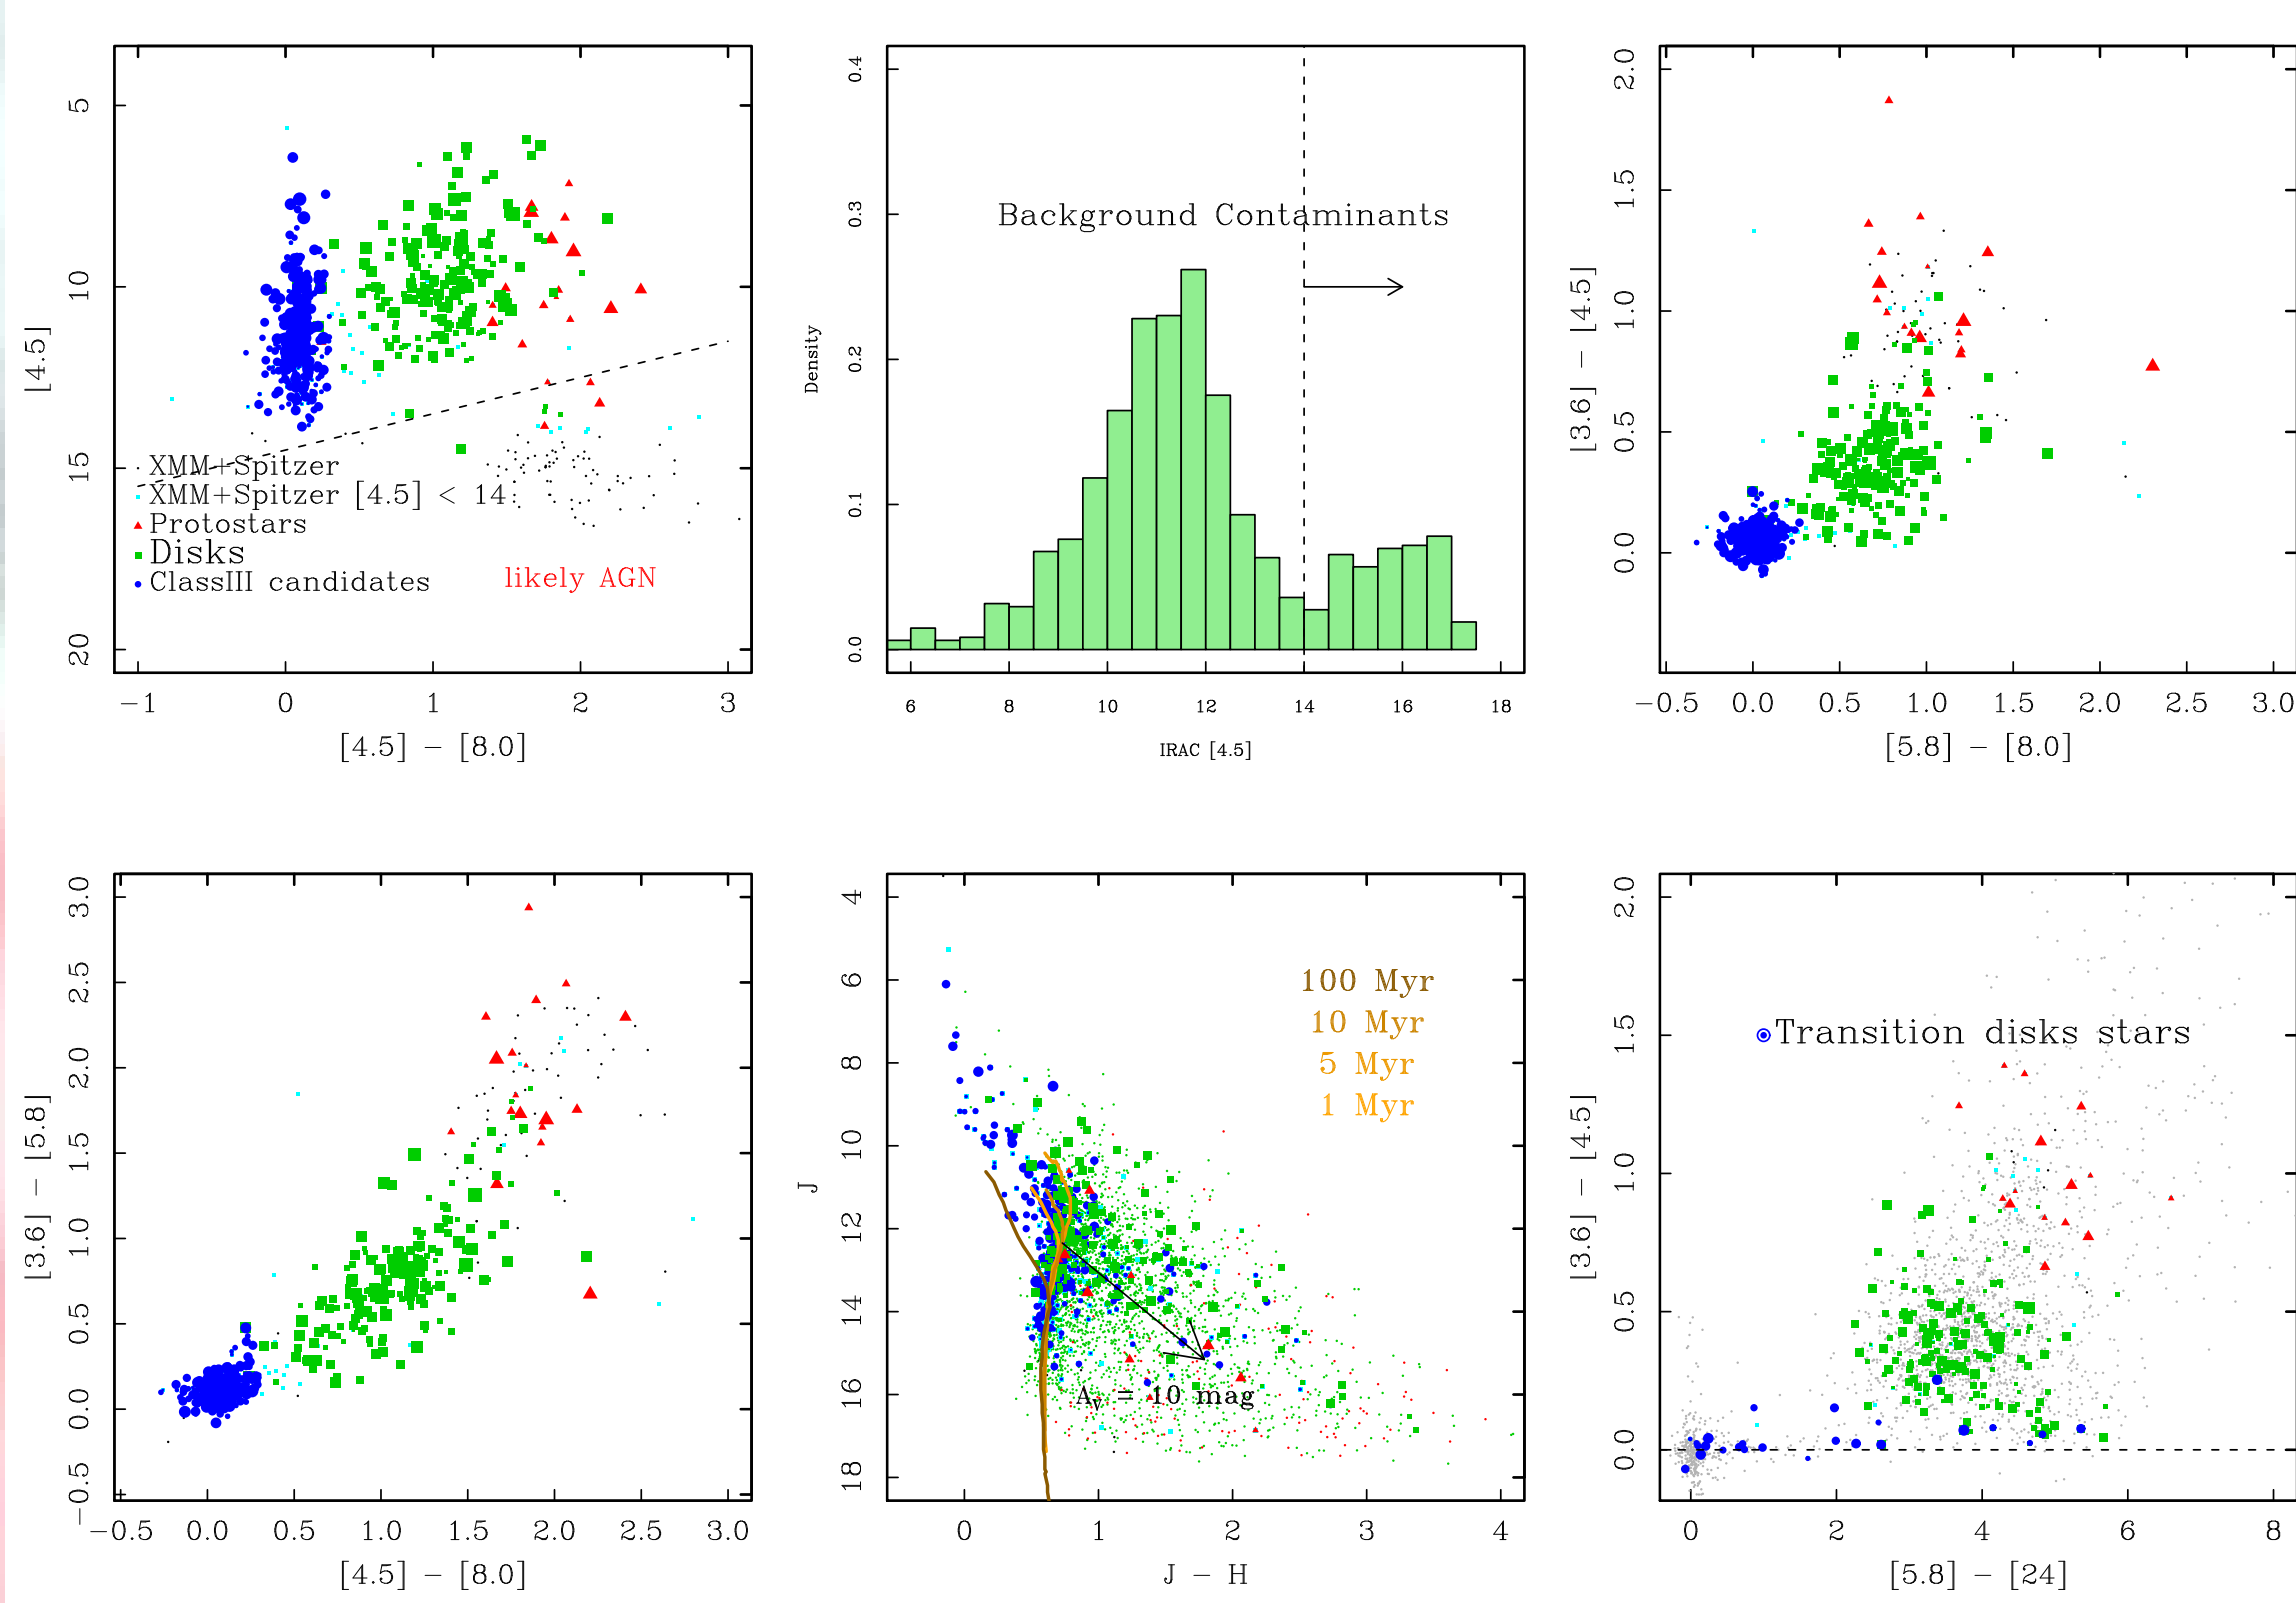 5
10
15
20
[4.5]
XMM+Spitzer
XMM+Spitzer [4.5] < 14
Protostars
Disks
ClassIII candidates
likely AGN
−1 0 1 2 3
[4.5] − [8.0]
0.4
0.3
0.2
0.1
0.0
Density
Background Contaminants
6 8 10 12 14 16 18
IRAC [4.5]
2.0
1.5
1.0
0.5
0.0
[3.6] − [4.5]
−0.5 0.0 0.5 1.0 1.5 2.0 2.5 3.0
[5.8] − [8.0]
3.0
2.5
2.0
1.5
1.0
0.5
0.0
−0.5
[3.6] − [5.8]
−0.5 0.0 0.5 1.0 1.5 2.0 2.5 3.0
[4.5] − [8.0]
4
6
8
10
12
14
16
18
J
100 Myr
10 Myr
5 Myr
1 Myr
AV = 10 mag
0 1 2 3 4
J − H
2.0
1.5
1.0
0.5
0.0
[3.6] − [4.5]
Transition disks stars
0 2 4 6 8
[5.8] − [24]